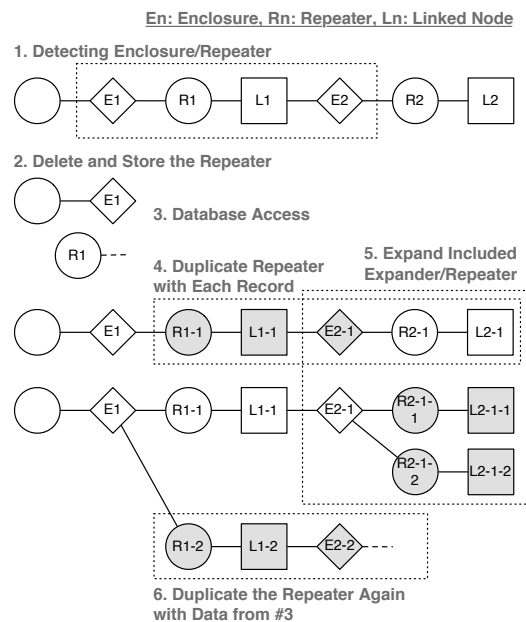 En: Enclosure, Rn: Repeater, Ln: Linked Node
1. Detecting Enclosure/Repeater
E1
R1
L1
E2
R2
L2
2. Delete and Store the Repeater
E1
3. Database Access
R1
4. Duplicate Repeater
with Each Record
5. Expand Included
Expander/Repeater
E1
R1-1
L1-1
E2-1
R2-1
L2-1
E1
R1-1
L1-1
E2-1
R2-1-
1
L2-1-1
R2-1-
2
L2-1-2
R1-2
L1-2
E2-2
6. Duplicate the Repeater Again
with Data from #3